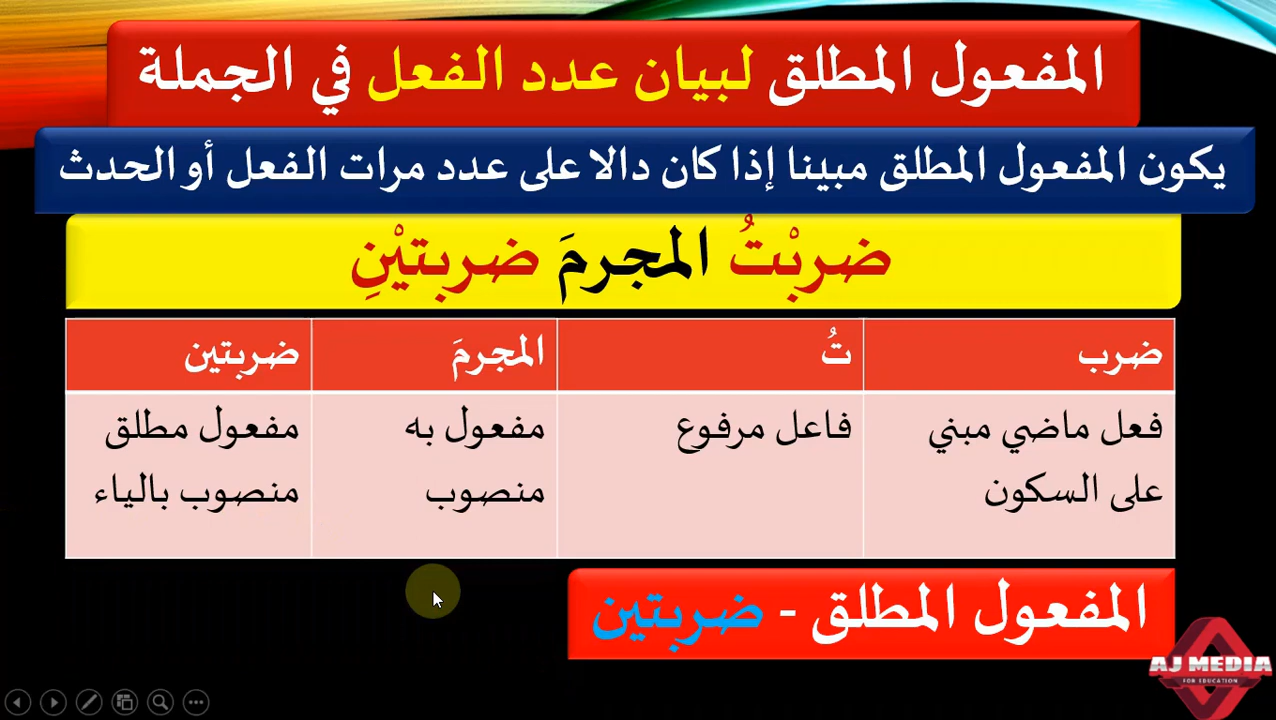 المفعول المطلق لبيان عدد الفعل في الجملة
يكون المفعول المطلق مبينا إذا كان دالا على عدد مرات الفعل أو الحدث
ضربْتُ المجرمَ ضربتيْنِ
ضرب
تُ
المجرمَ
ضربتين
فعل ماضي مبني
على السكون
فاعل مرفوع
مفعول به
منصوب
مفعول مطلق
منصوب بالياء
المفعول المطلق - ضربتين
AJ MEDIA
FOR EDUCATION